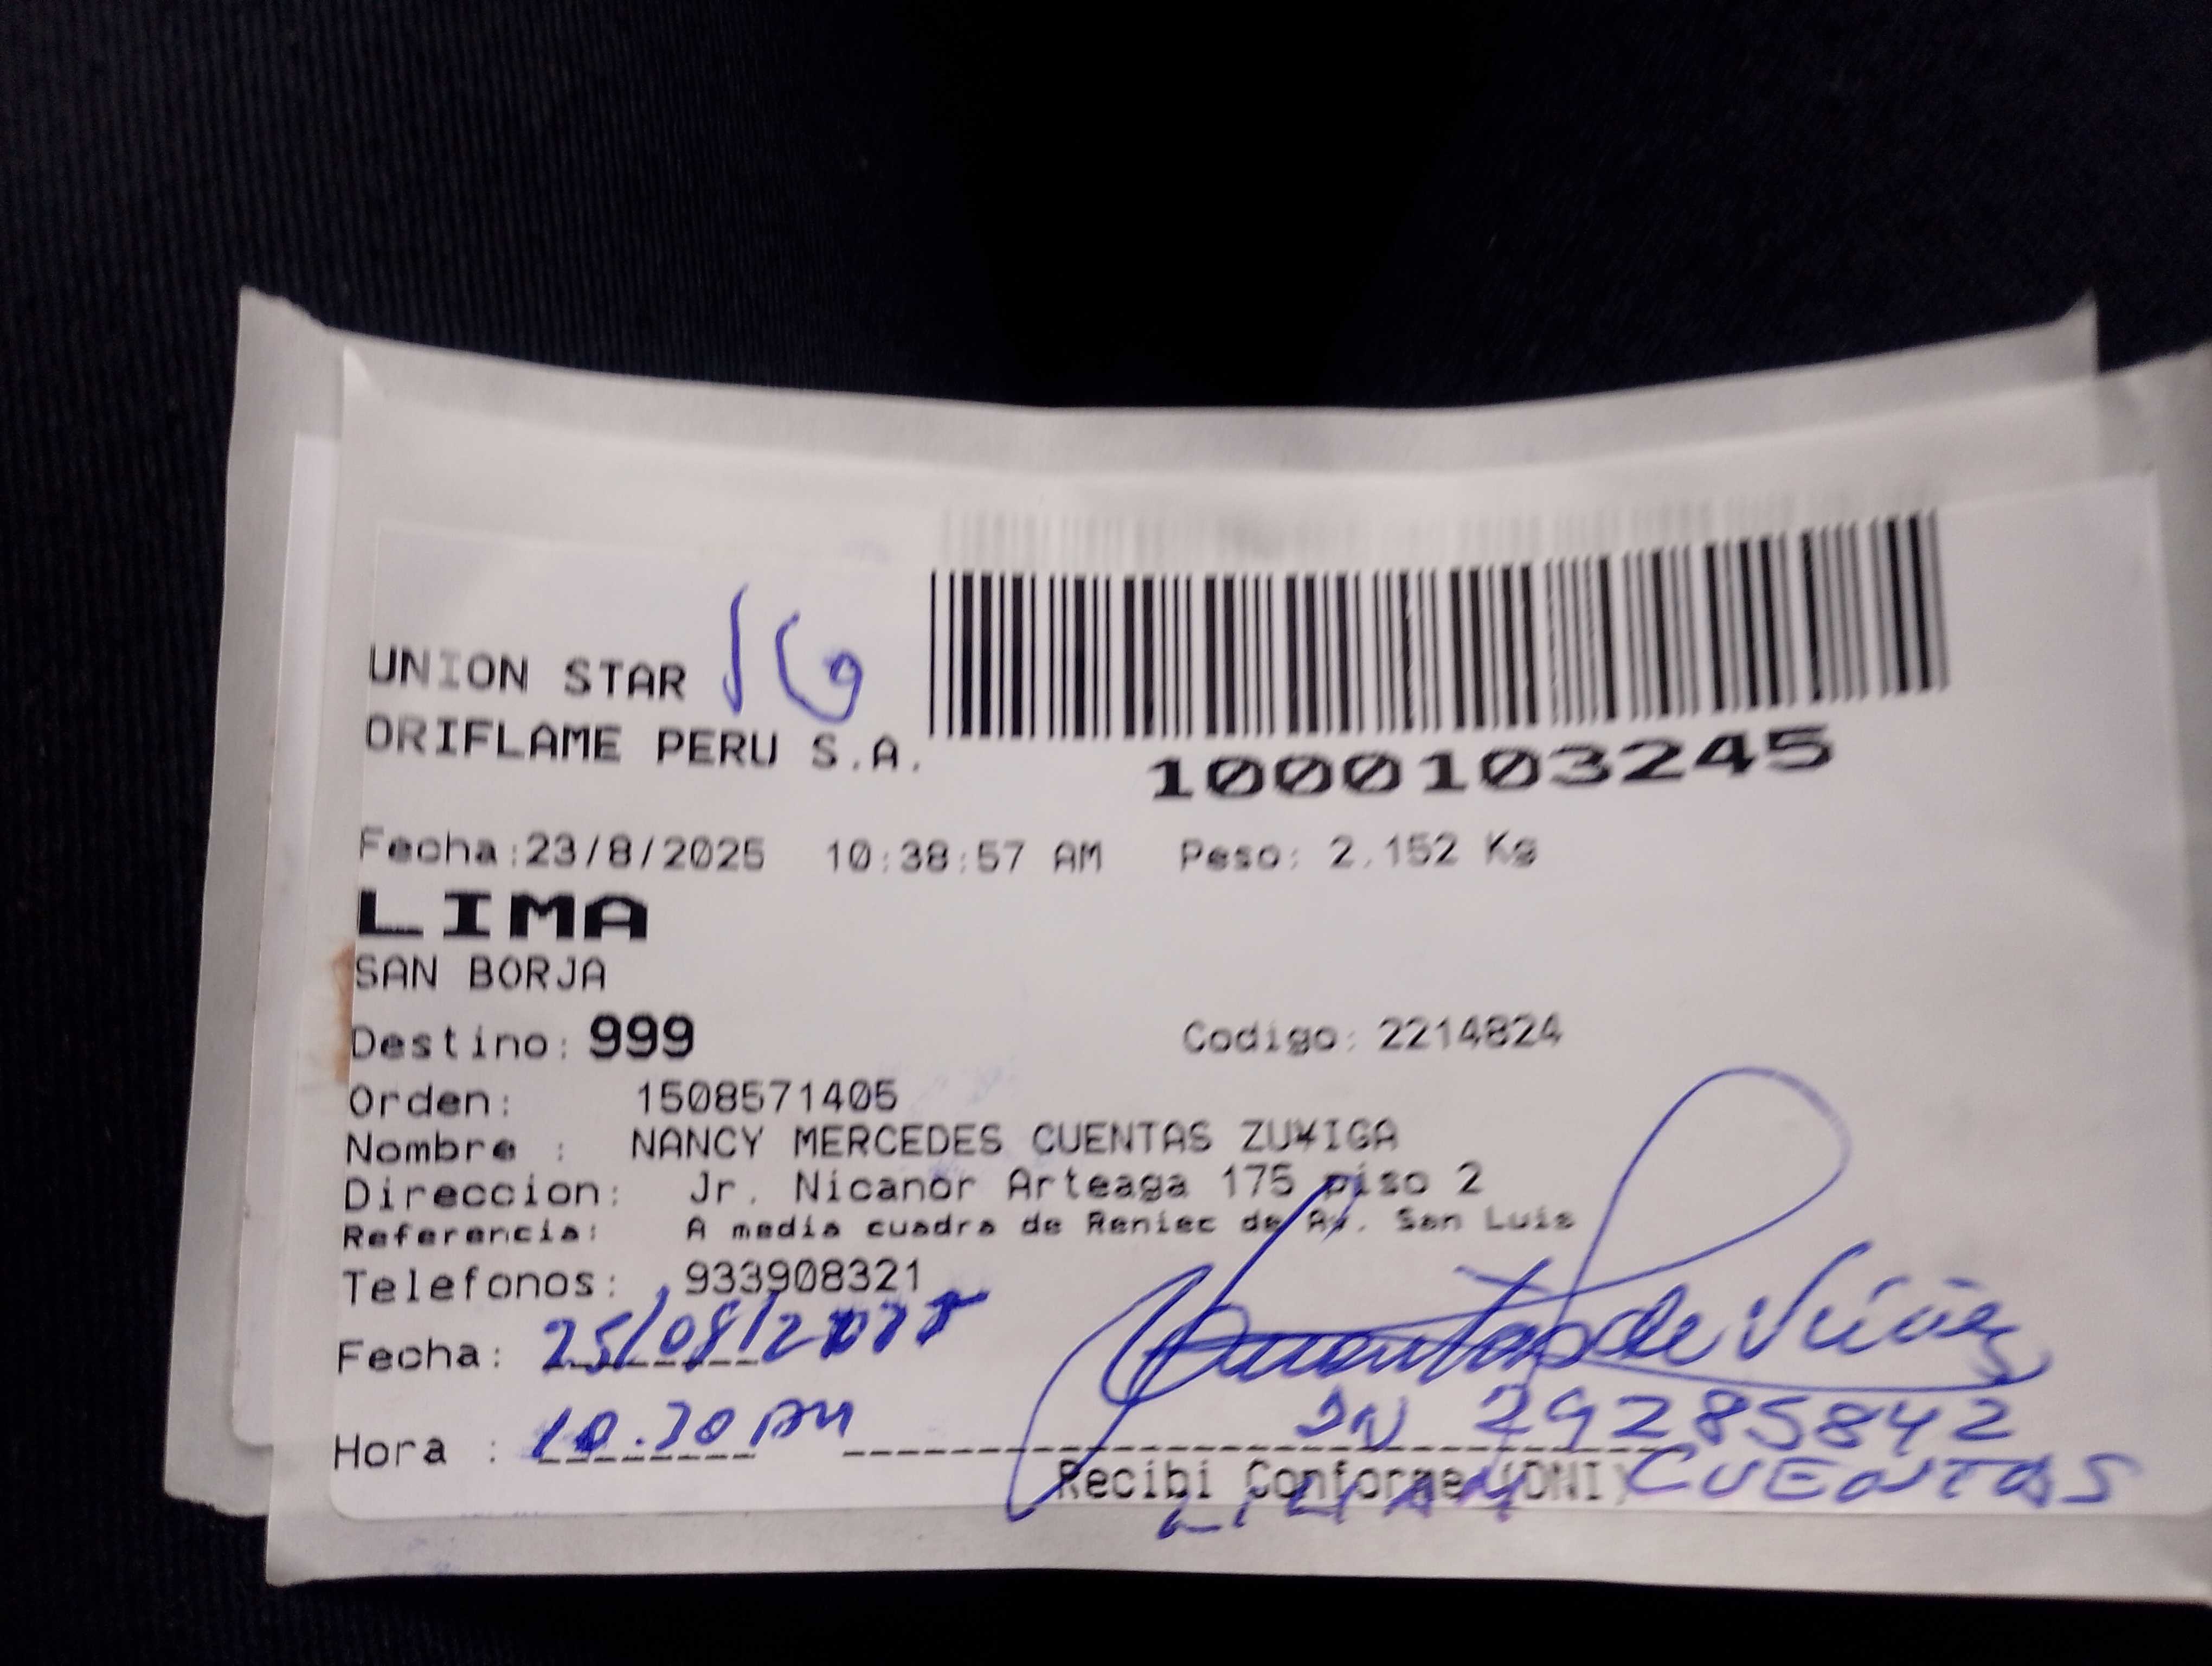 UNION STAR
ORIFLAME PERU S.A.
1000103245
Fecha:23/8/2025 10:38:57 AM Peso: 2.152 Kg
LIMA
SAN BORJA
Destino: 999 Codigo: 2214824
Orden: 1508571405
Nombre : NANCY MERCEDES CUENTAS ZU¥IGA
Direccion: Jr. Nicanor Arteaga 175 piso 2
Referencia: A media cuadra de Reniec de Av. San Luis
Telefonos: 933908321
Fecha: 25/08/2025
Hora : 10.30 AM
29285842
Recibi Conforme (DNI)
LILIAM CUENTAS